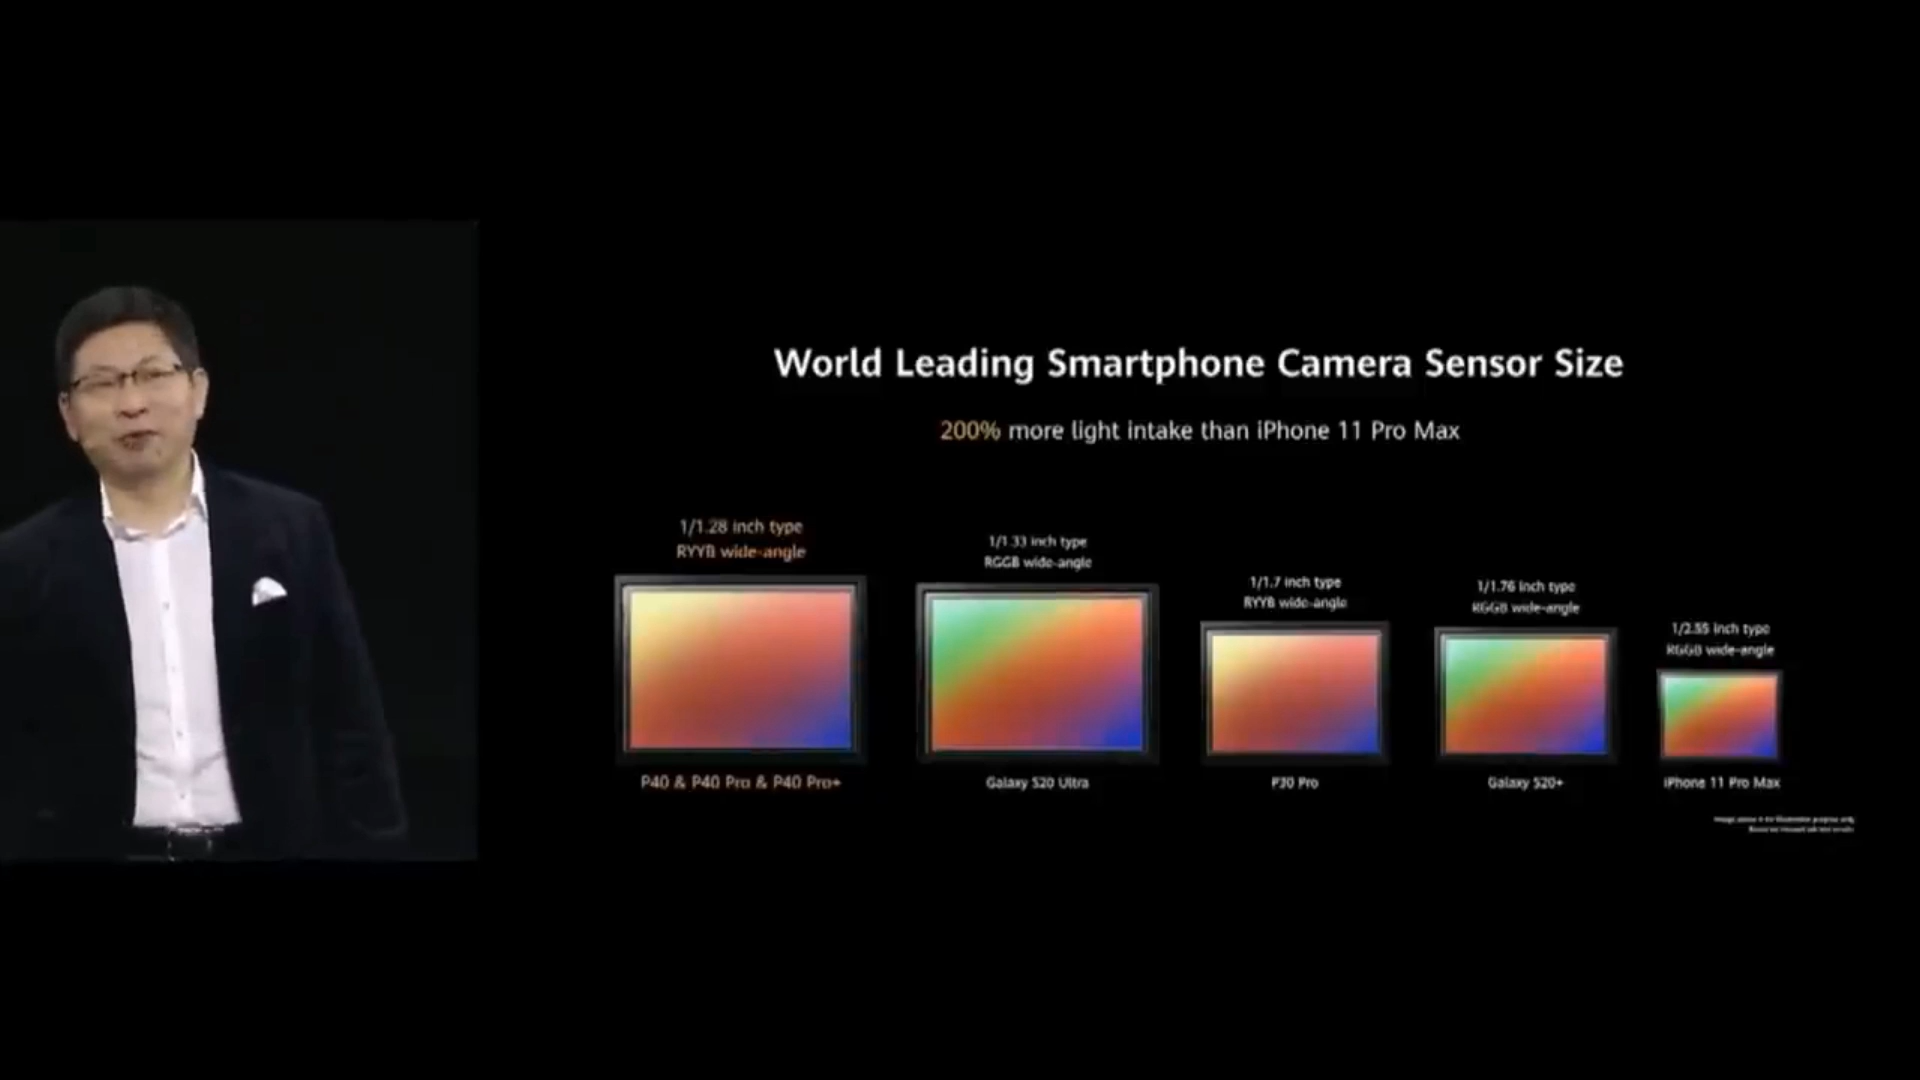 World Leading Smartphone Camera Sensor Size
200% more light intake than iPhone 11 Pro Max
1/1.28 inch type
RYYB wide-angle
P40 & P40 Pro & P40 Pro+
1/1.33 inch type
RGGB wide-angle
Galaxy S20 Ultra
1/1.7 inch type
RYYB wide-angle
P30 Pro
1/1.76 inch type
RGGB wide-angle
Galaxy S20+
1/2.55 inch type
RGGB wide-angle
iPhone 11 Pro Max